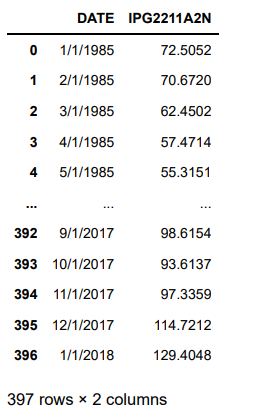 DATE IPG2211A2N
0 1/1/1985 72.5052
1 2/1/1985 70.6720
2 3/1/1985 62.4502
3 4/1/1985 57.4714
4 5/1/1985 55.3151
... ... ...
392 9/1/2017 98.6154
393 10/1/2017 93.6137
394 11/1/2017 97.3359
395 12/1/2017 114.7212
396 1/1/2018 129.4048
397 rows × 2 columns